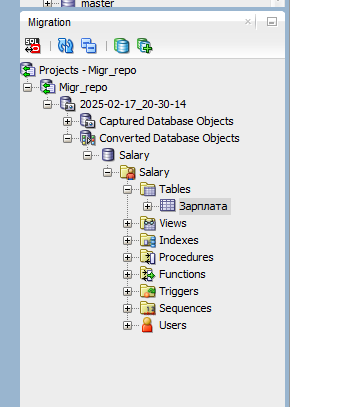 master
Migration
Projects - Migr_repo
Migr_repo
2025-02-17_20-30-14
Captured Database Objects
Converted Database Objects
Salary
Salary
Tables
Зарплата
Views
Indexes
Procedures
Functions
Triggers
Sequences
Users